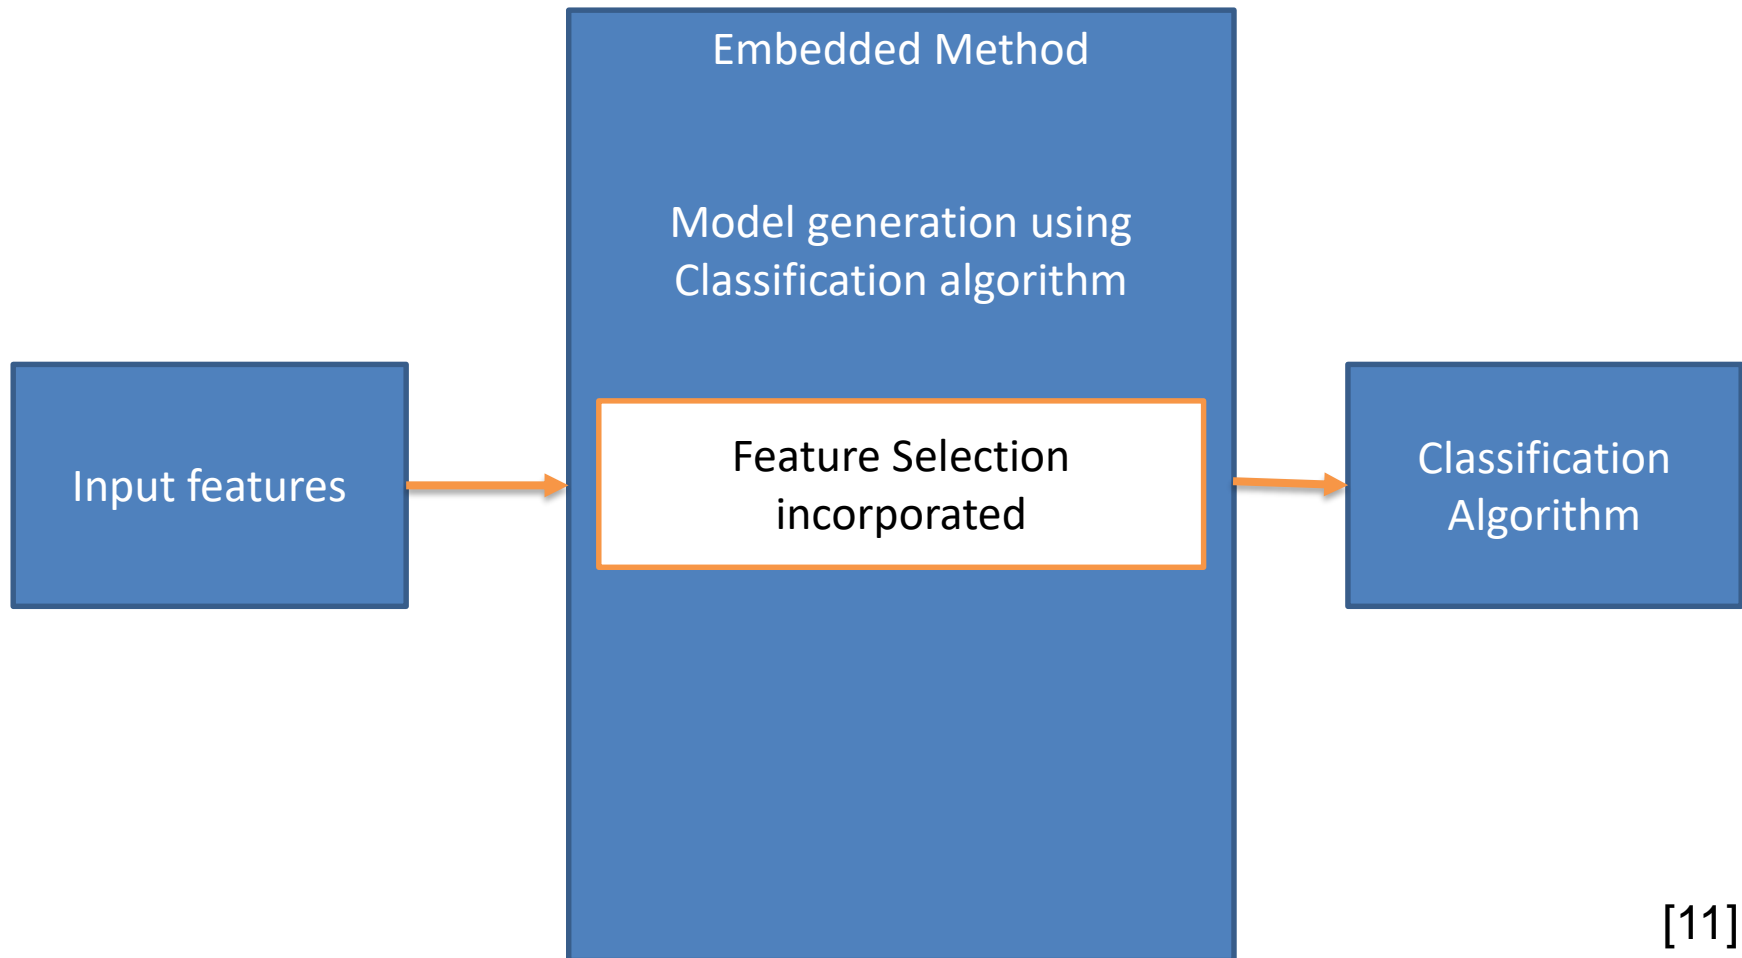 Embedded Method
Model generation using
Classification algorithm
Input features
Feature Selection
incorporated
Classification
Algorithm
[11]